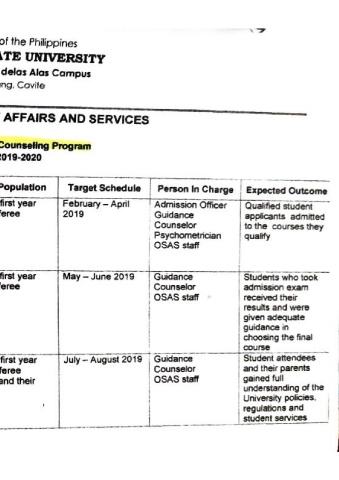 of the Philippines
ATE UNIVERSITY
delas Alas Campus
ng, Cavite
AFFAIRS AND SERVICES
Counseling Program
2019-2020
Population Target Schedule Person In Charge Expected Outcome
first year February – April Admission Officer Qualified student
feree 2019 Guidance applicants admitted
Counselor to the courses they
Psychometrician qualify
OSAS staff
first year May – June 2019 Guidance Students who took
feree Counselor admission exam
OSAS staff received their
results and were
given adequate
guidance in
choosing the final
course
first year July – August 2019 Guidance Student attendees
feree Counselor and their parents
and their OSAS staff gained full
understanding of the
University policies,
regulations and
student services